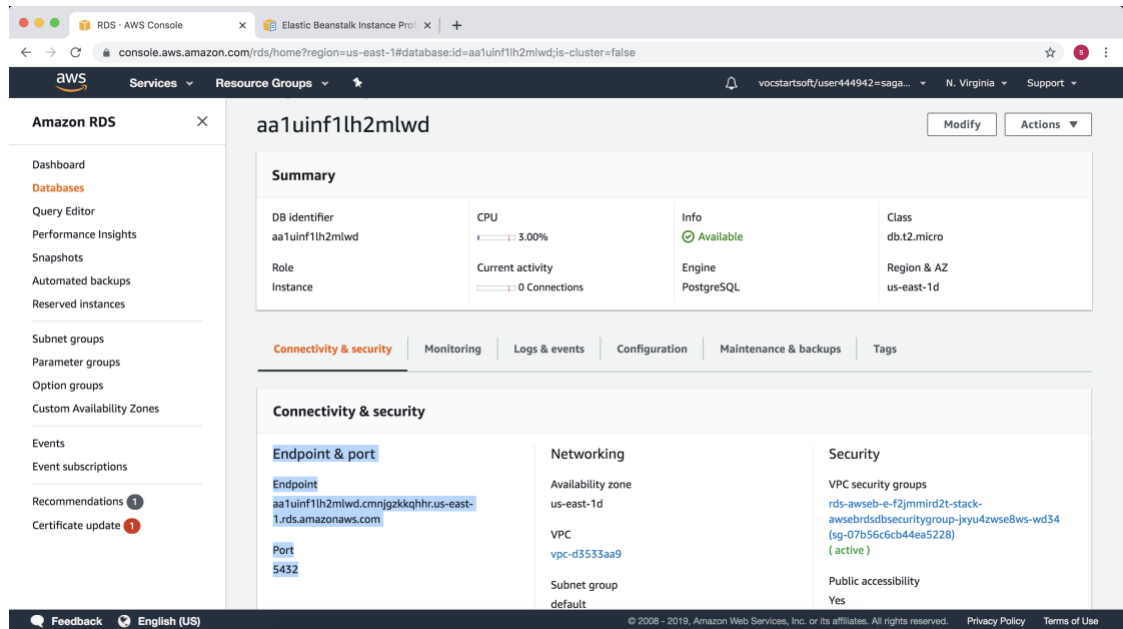 RDS · AWS Console
Elastic Beanstalk Instance Prof
console.aws.amazon.com/rds/home?region=us-east-1#database:id=aa1uinf1lh2mlwd;is-cluster=false
s
aws
Services
Resource Groups
vocstartsoft/user444942=saga...
N. Virginia
Support
Amazon RDS
Dashboard
Databases
Query Editor
Performance Insights
Snapshots
Automated backups
Reserved instances
Subnet groups
Parameter groups
Option groups
Custom Availability Zones
Events
Event subscriptions
Recommendations 1
Certificate update 1
aa1uinf1lh2mlwd
Modify
Actions
Summary
DB identifier
aa1uinf1lh2mlwd
CPU
3.00%
Info
Available
Class
db.t2.micro
Role
Instance
Current activity
0 Connections
Engine
PostgreSQL
Region & AZ
us-east-1d
Connectivity & security
Monitoring
Logs & events
Configuration
Maintenance & backups
Tags
Connectivity & security
Endpoint & port
Endpoint
aa1uinf1lh2mlwd.cmnjgzkkqhhr.us-east-
1.rds.amazonaws.com
Port
5432
Networking
Availability zone
us-east-1d
VPC
vpc-d3533aa9
Subnet group
default
Security
VPC security groups
rds-awseb-e-f2jmmird2t-stack-
awsebrdsdbsecuritygroup-jxyu4zwse8ws-wd34
(sg-07b56c6cb44ea5228)
( active )
Public accessibility
Yes
Feedback
English (US)
© 2008 - 2019, Amazon Web Services, Inc. or its affiliates. All rights reserved.
Privacy Policy
Terms of Use